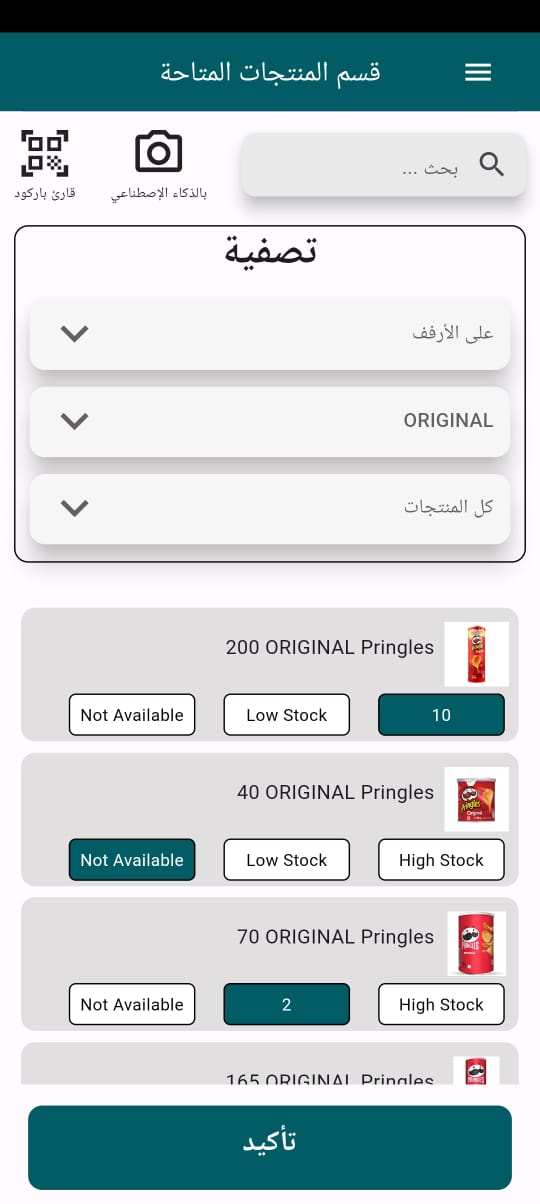 قسم المنتجات المتاحة
بحث ...
بالذكاء الإصطناعي
قارئ باركود
تصفية
على الأرفف
ORIGINAL
كل المنتجات
200 ORIGINAL Pringles
Not Available Low Stock 10
40 ORIGINAL Pringles
Not Available Low Stock High Stock
70 ORIGINAL Pringles
Not Available 2 High Stock
165 ORIGINAL Pringles
تأكيد